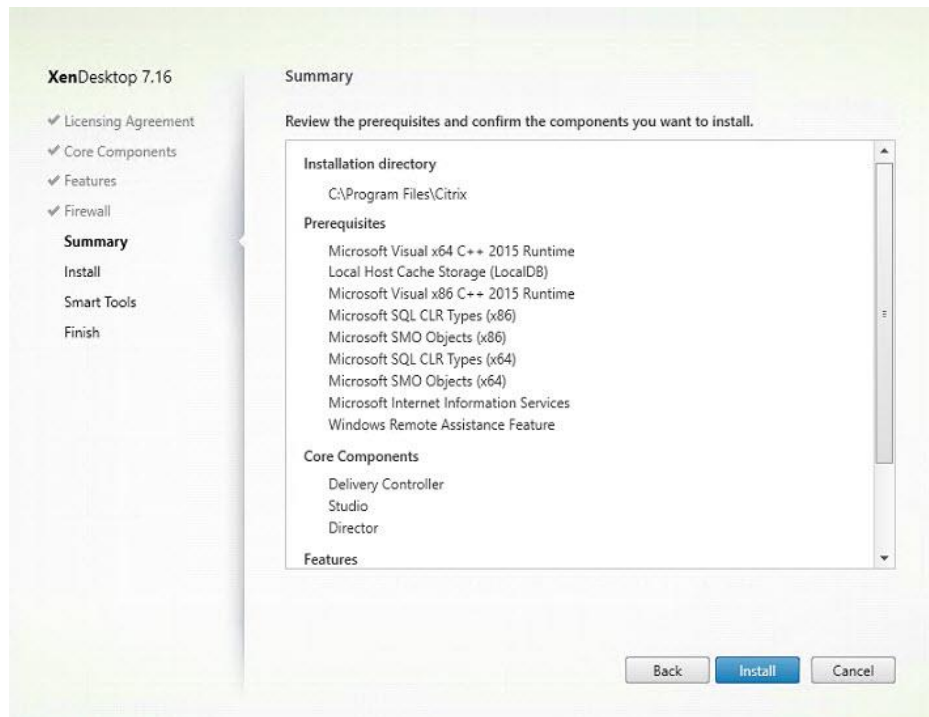 XenDesktop 7.16
Licensing Agreement
Core Components
Features
Firewall
Summary
Install
Smart Tools
Finish
Summary
Review the prerequisites and confirm the components you want to install.
Installation directory
C:\Program Files\Citrix
Prerequisites
Microsoft Visual x64 C++ 2015 Runtime
Local Host Cache Storage (LocalDB)
Microsoft Visual x86 C++ 2015 Runtime
Microsoft SQL CLR Types (x86)
Microsoft SMO Objects (x86)
Microsoft SQL CLR Types (x64)
Microsoft SMO Objects (x64)
Microsoft Internet Information Services
Windows Remote Assistance Feature
Core Components
Delivery Controller
Studio
Director
Features
Back Install Cancel